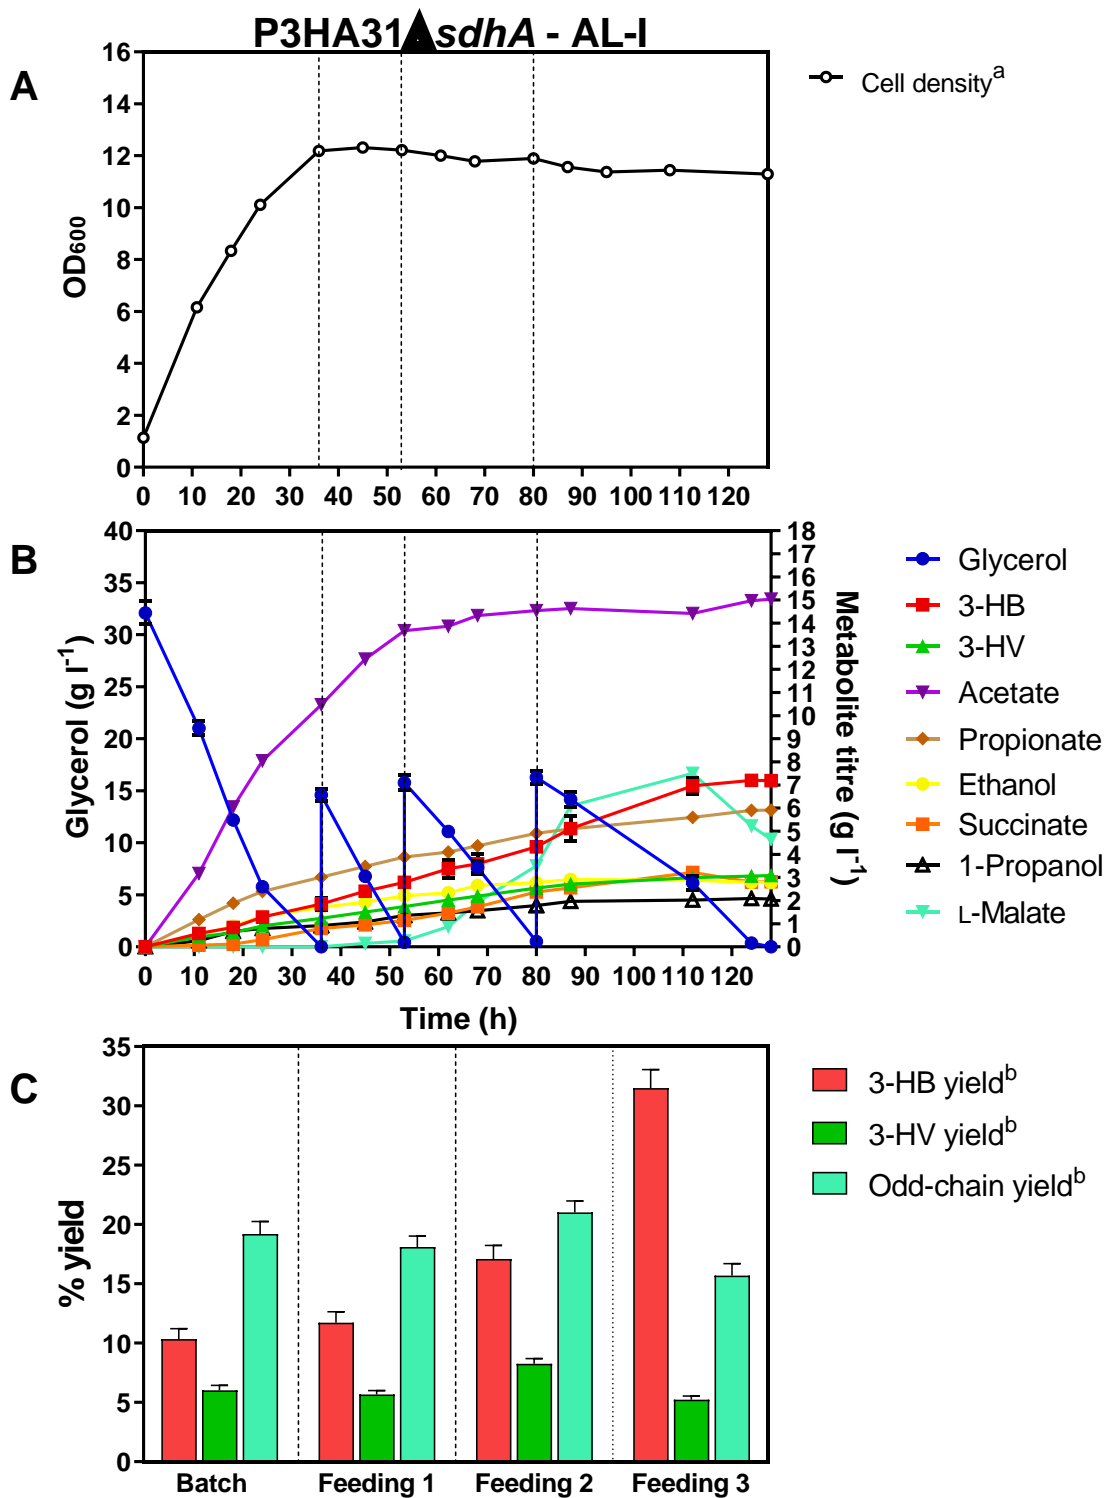 P3HA31ΔsdhA - AL-I
A
16
14
12
10
8
6
4
2
0
OD600
0 10 20 30 40 50 60 70 80 90 100 110 120
Cell densityᵃ
B
40
35
30
25
20
15
10
5
0
Glycerol (g l⁻¹)
18
17
16
15
14
13
12
11
10
9
8
7
6
5
4
3
2
1
0
Metabolite titre (g l⁻¹)
0 10 20 30 40 50 60 70 80 90 100 110 120
Time (h)
Glycerol
3-HB
3-HV
Acetate
Propionate
Ethanol
Succinate
1-Propanol
L-Malate
C
35
30
25
20
15
10
5
0
% yield
Batch Feeding 1 Feeding 2 Feeding 3
3-HB yieldᵇ
3-HV yieldᵇ
Odd-chain yieldᵇ